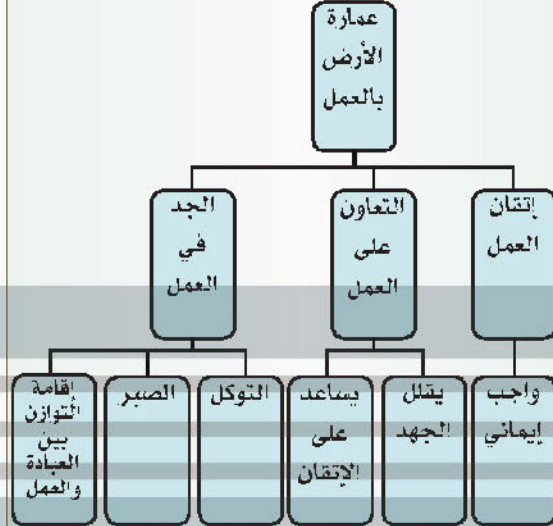 عمارة
الأرض
بالعمل
إتقان
العمل
التعاون
على
العمل
الجد
في
العمل
واجب
إيماني
يقلل
الجهد
يساعد
على
الإتقان
التوكل
الصبر
إقامة
التوازن
بين
العبادة
والعمل